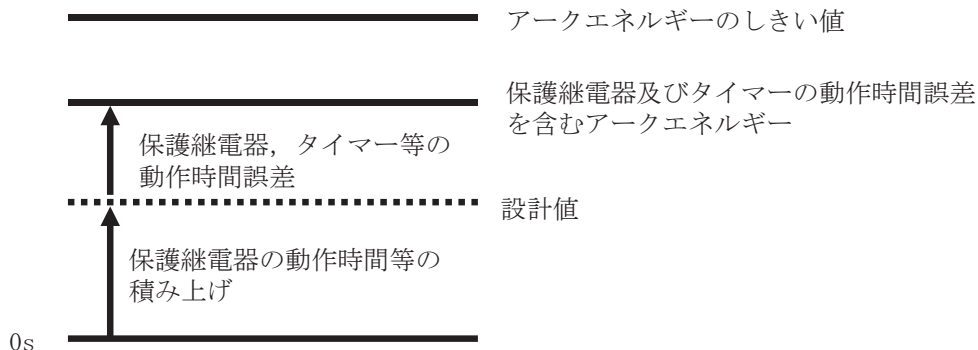 アークエネルギーのしきい値
保護継電器及びタイマーの動作時間誤差
を含むアークエネルギー
保護継電器，タイマー等の
動作時間誤差
設計値
保護継電器の動作時間等の
積み上げ
0s